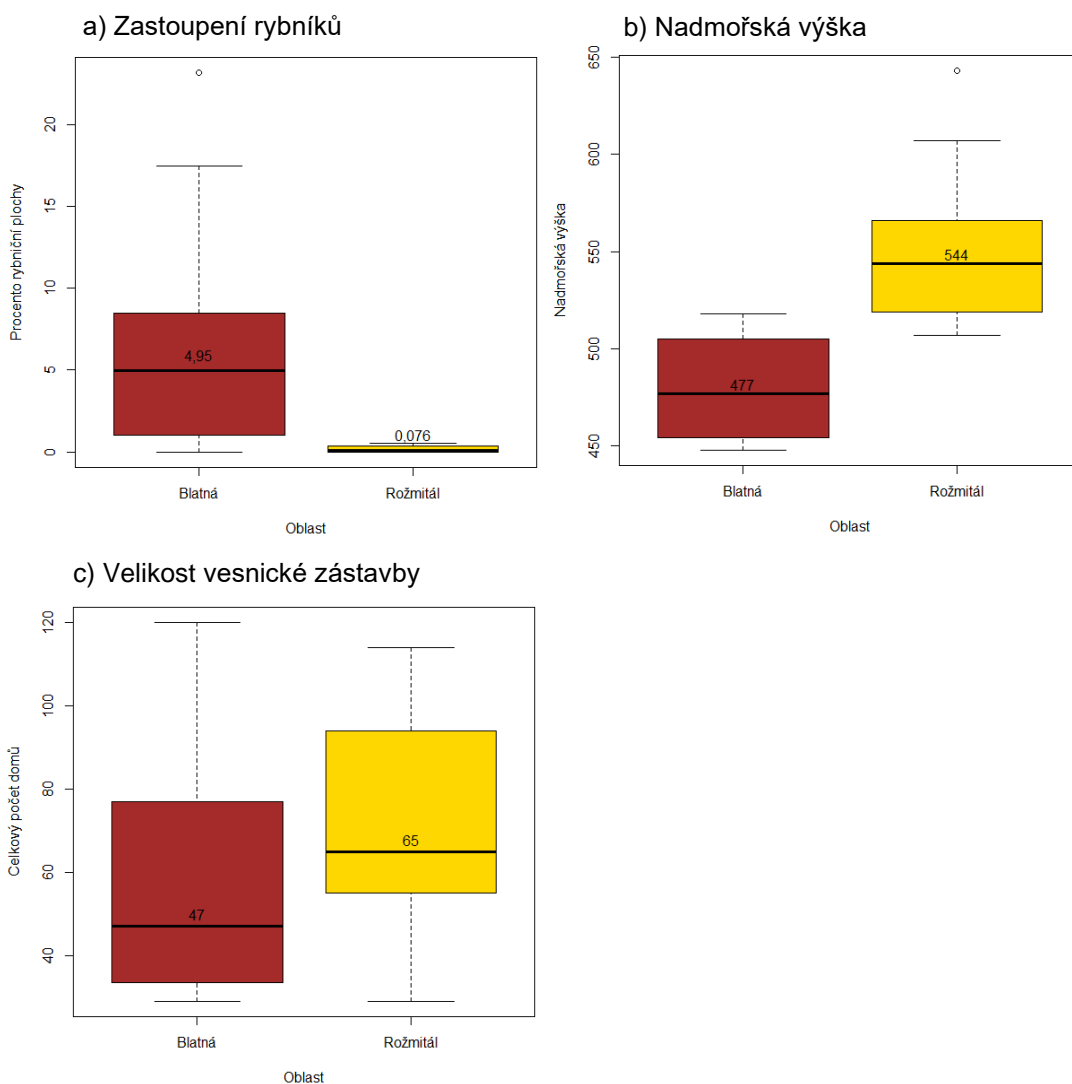 a) Zastoupení rybníků
Procento rybniční plochy
20
15
10
5
0
4,95
0,076
Blatná
Rožmitál
Oblast
b) Nadmořská výška
Nadmořská výška
650
600
550
500
450
477
544
Blatná
Rožmitál
Oblast
c) Velikost vesnické zástavby
Celkový počet domů
120
100
80
60
40
47
65
Blatná
Rožmitál
Oblast